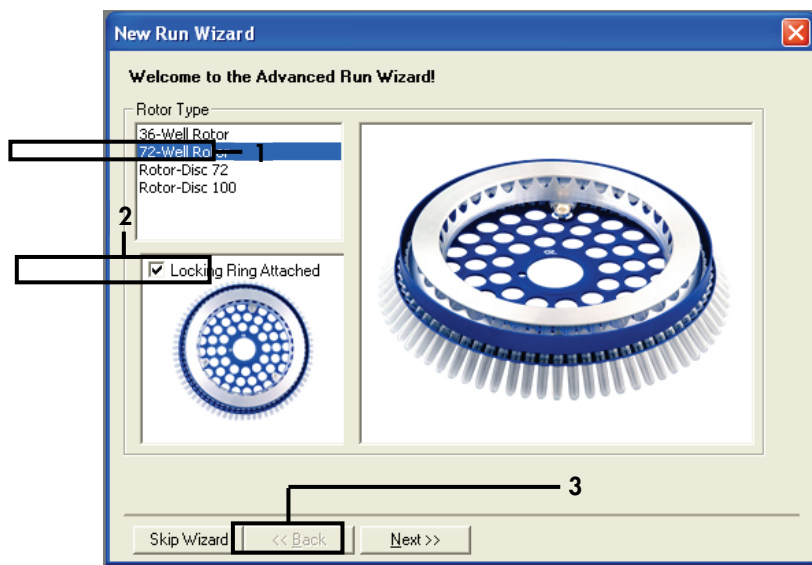 New Run Wizard
Welcome to the Advanced Run Wizard!
Rotor Type
36-Well Rotor
72-Well Rotor
1
Rotor-Disc 72
Rotor-Disc 100
2
Locking Ring Attached
3
Skip Wizard
<< Back
Next >>